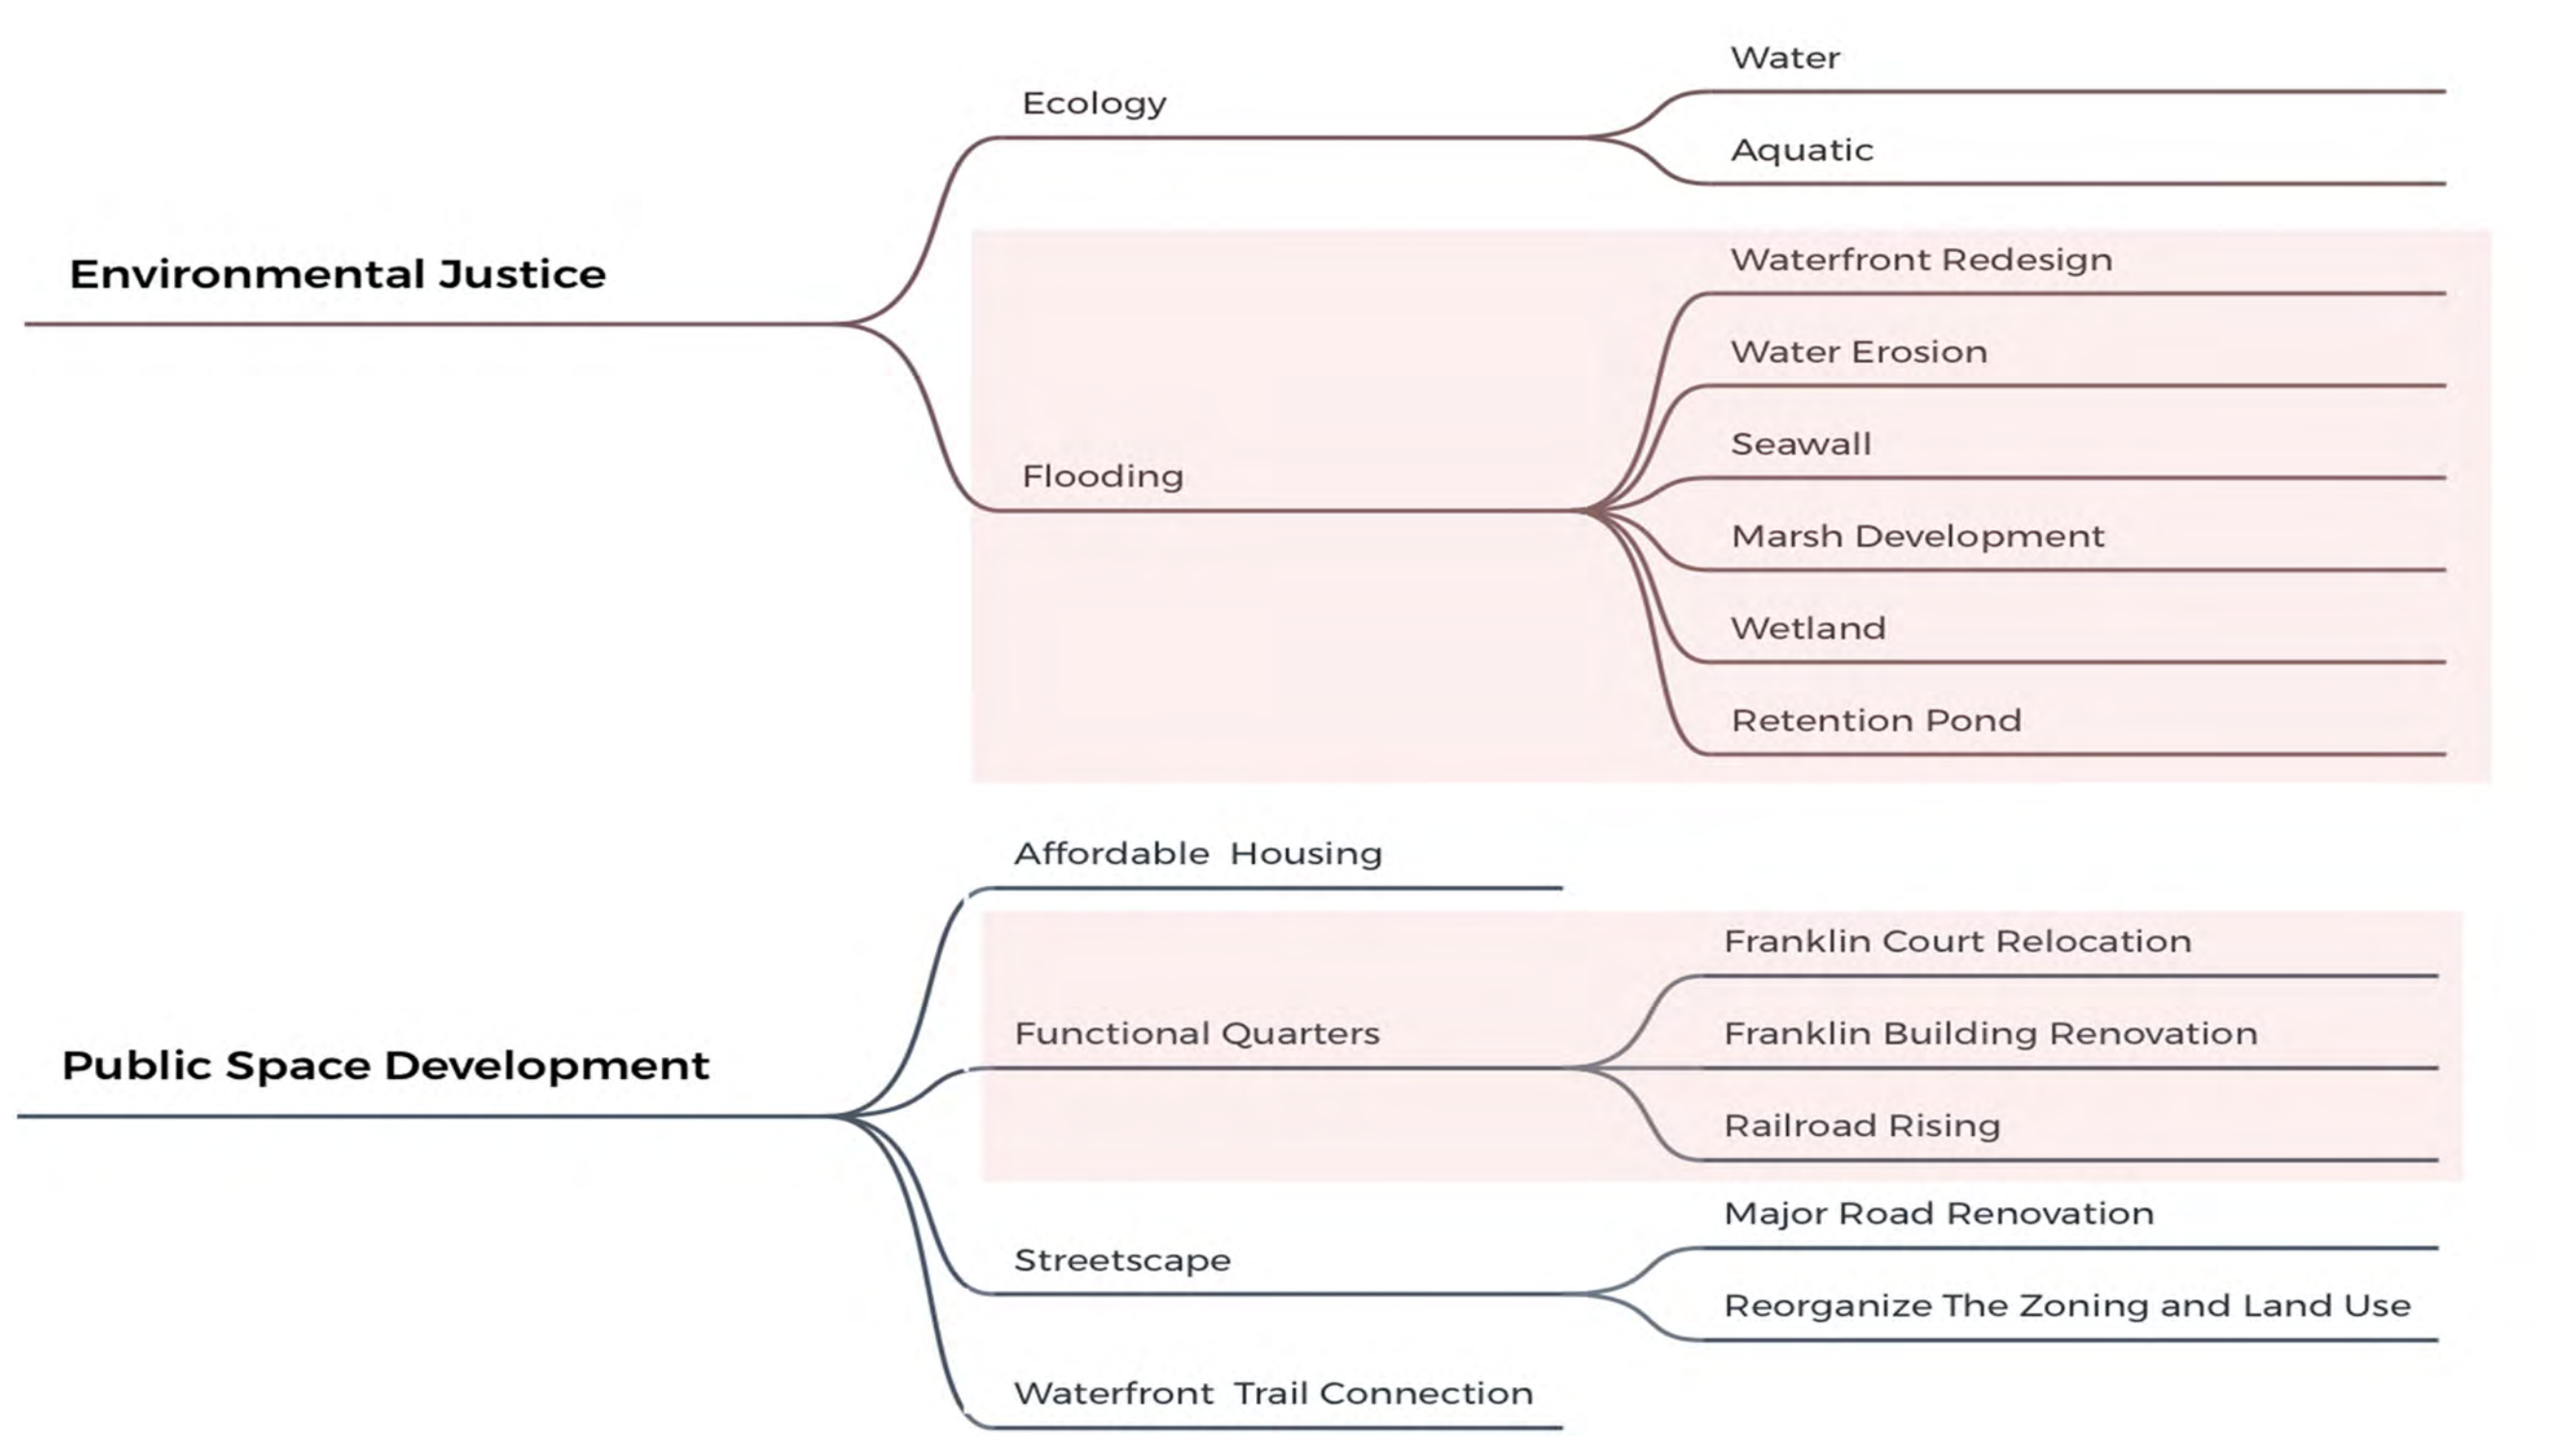 Environmental Justice
Ecology
Water
Aquatic
Flooding
Waterfront Redesign
Water Erosion
Seawall
Marsh Development
Wetland
Retention Pond
Public Space Development
Affordable Housing
Functional Quarters
Franklin Court Relocation
Franklin Building Renovation
Railroad Rising
Streetscape
Major Road Renovation
Reorganize The Zoning and Land Use
Waterfront Trail Connection